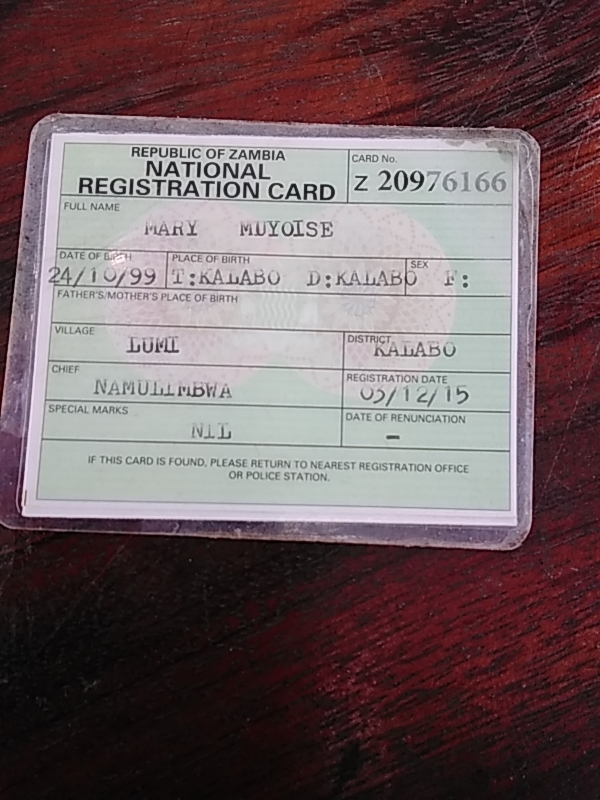 REPUBLIC OF ZAMBIA
NATIONAL
REGISTRATION CARD
CARD No.
Z 20976166
FULL NAME
MARY MUYOISE
DATE OF BIRTH PLACE OF BIRTH SEX
24/10/99 T:KALABO D:KALABO F:
FATHER'S/MOTHER'S PLACE OF BIRTH
VILLAGE DISTRICT
LUMI KALABO
CHIEF REGISTRATION DATE
NAMULIMBWA 03/12/15
SPECIAL MARKS DATE OF RENUNCIATION
NIL –
IF THIS CARD IS FOUND, PLEASE RETURN TO NEAREST REGISTRATION OFFICE
OR POLICE STATION.